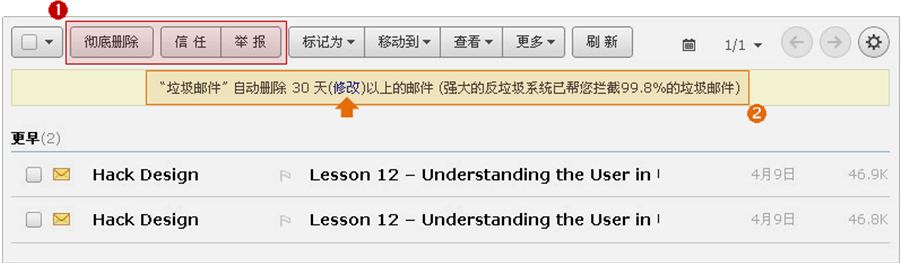 1
彻底删除 信任 举报 标记为 移动到 查看 更多 刷新 1/1
“垃圾邮件”自动删除 30 天(修改)以上的邮件 (强大的反垃圾系统已帮您拦截99.8%的垃圾邮件)
2
更早(2)
Hack Design Lesson 12 – Understanding the User in 4月9日 46.9K
Hack Design Lesson 12 – Understanding the User in 4月9日 46.8K